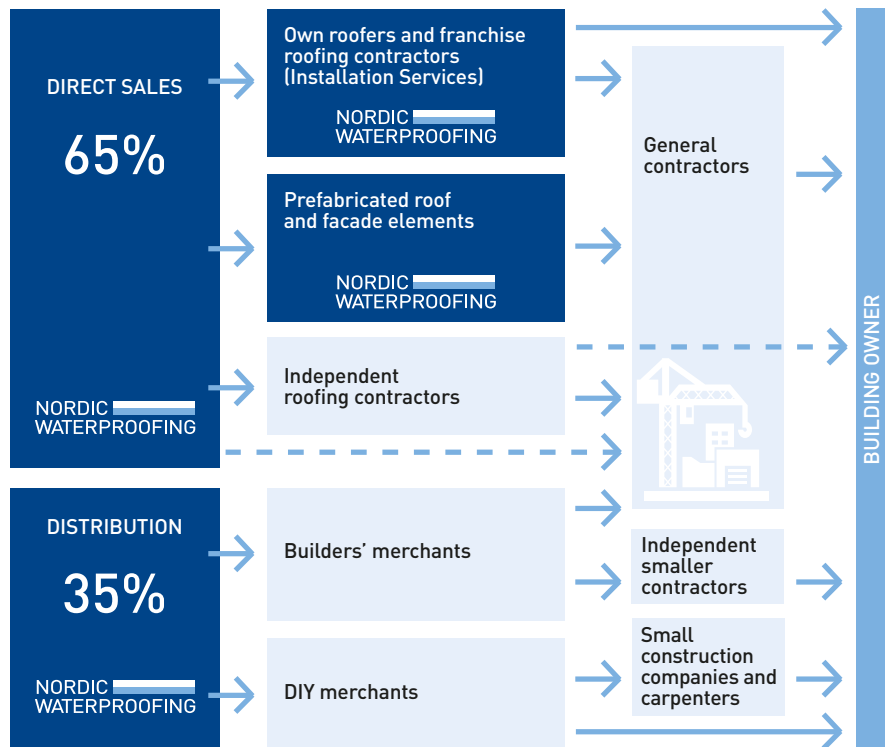 DIRECT SALES
65%
NORDIC
WATERPROOFING
Own roofers and franchise
roofing contractors
(Installation Services)
NORDIC
WATERPROOFING
Prefabricated roof
and facade elements
NORDIC
WATERPROOFING
Independent
roofing contractors
General
contractors
DISTRIBUTION
35%
NORDIC
WATERPROOFING
Builders’ merchants
DIY merchants
Independent
smaller
contractors
Small
construction
companies and
carpenters
BUILDING OWNER